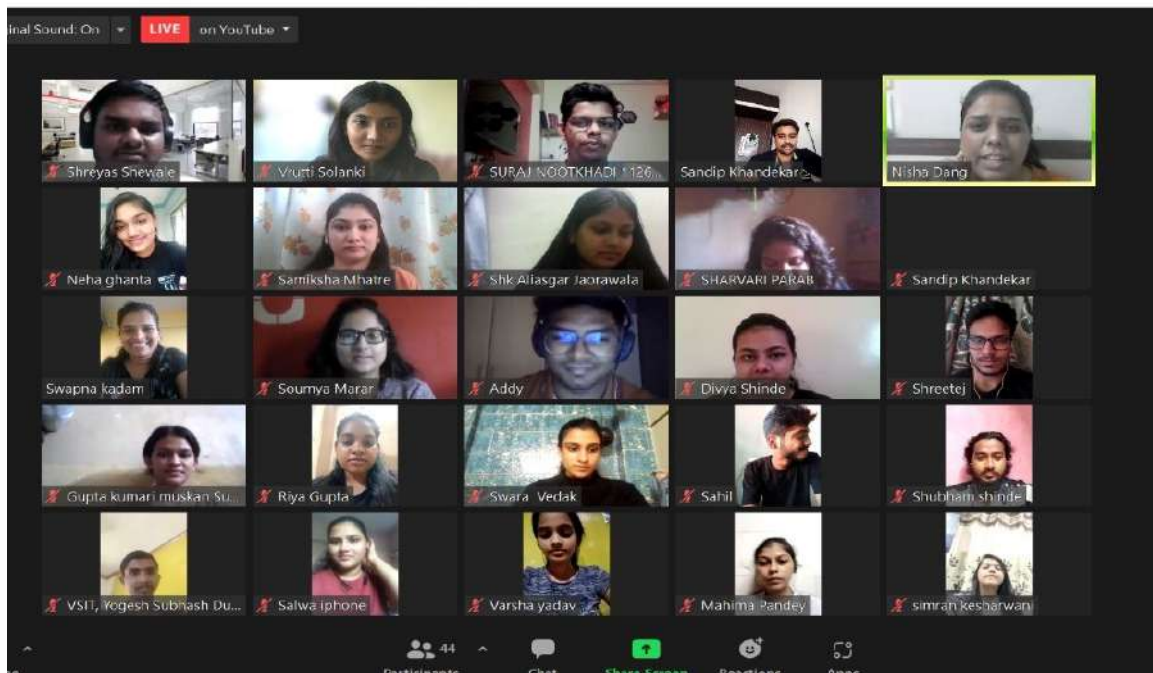 inal Sound: On
LIVE on YouTube
Shreyas Shewale
Vrutti Solanki
SURAJ NOOTKHADI 1126...
Sandip Khandekar
Nisha Dang
Neha ghanta
Samiksha Mhatre
Shk Aliasgar Jaorawala
SHARVARI PARAB
Sandip Khandekar
Swapna kadam
Soumya Marar
Addy
Divya Shinde
Shreetej
Gupta kumari muskan Su...
Riya Gupta
Swara Vedak
Sahil
Shubham shinde
VSIT, Yogesh Subhash Du...
Salwa iphone
Varsha yadav
Mahima Pandey
simran kesharwani
44
Participants
Chat
Share Screen
Reactions
Apps